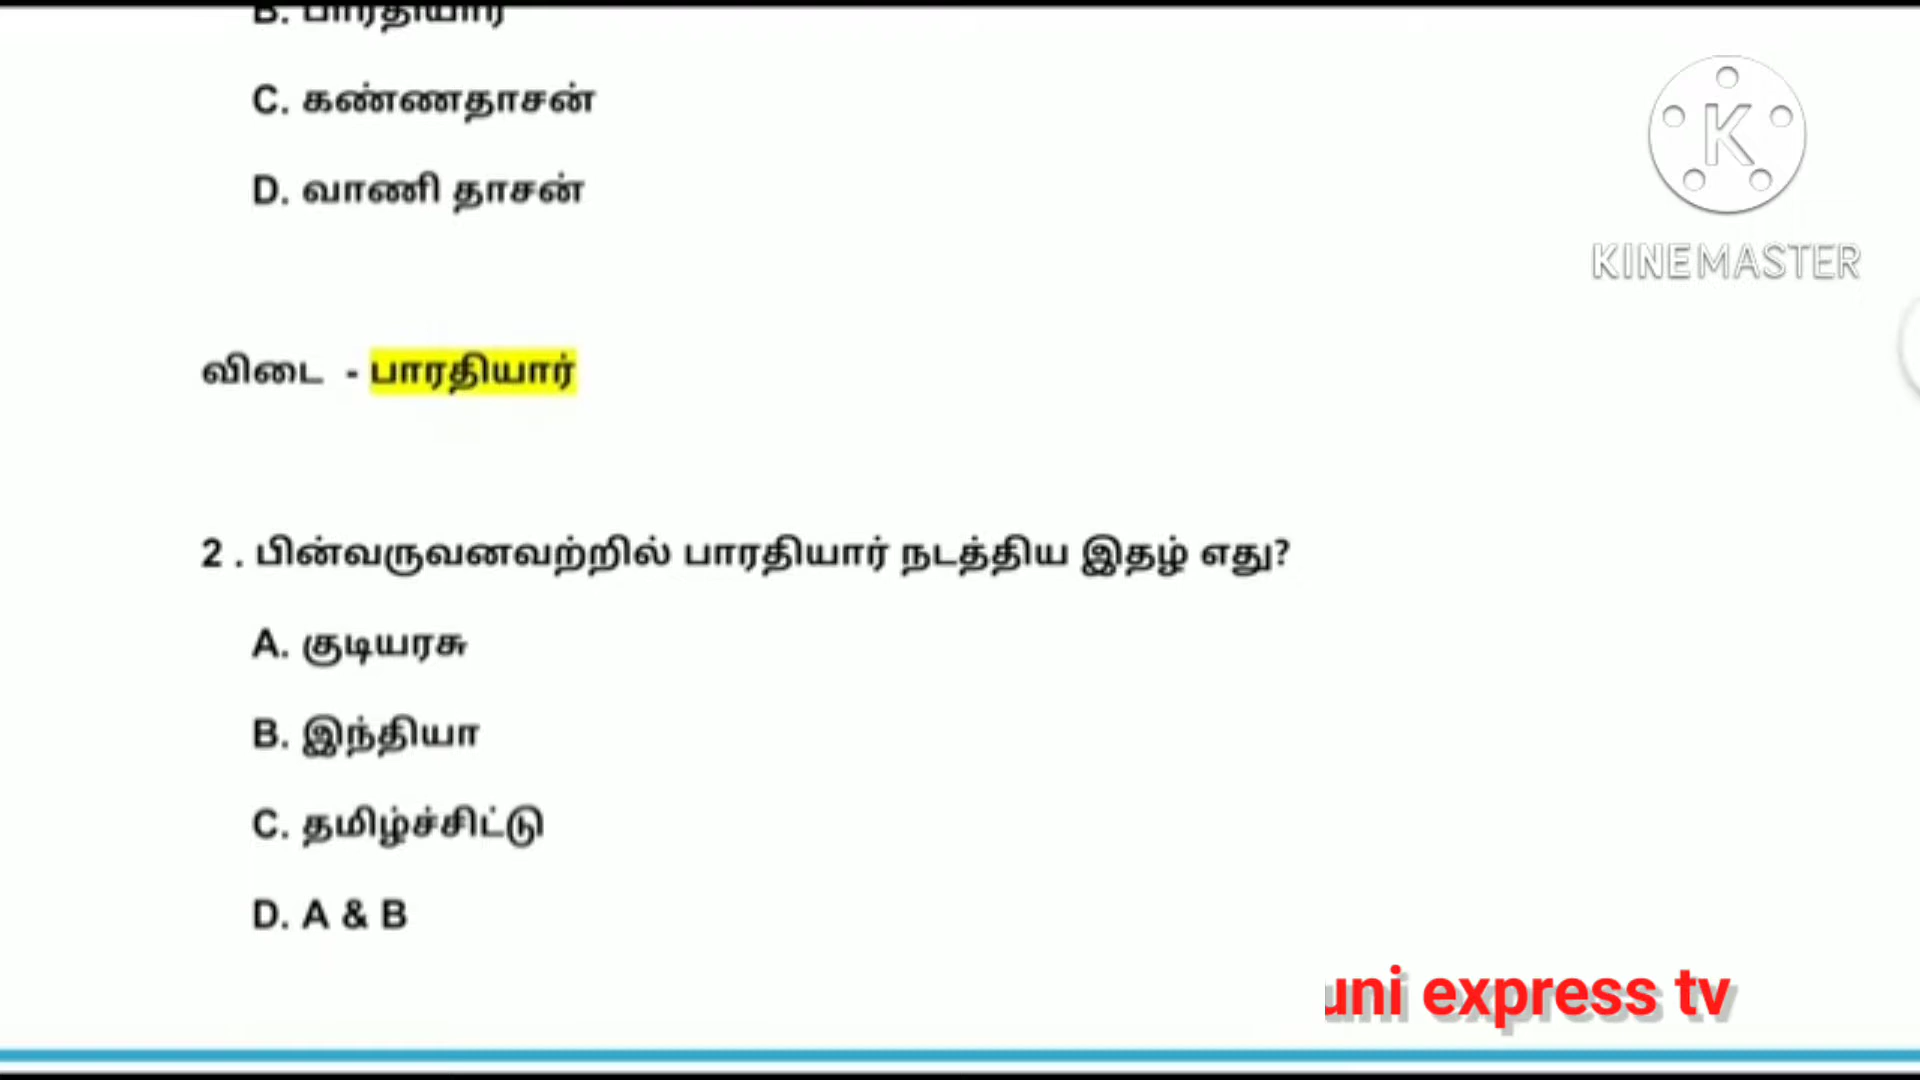 B. பாரதியார்
C. கண்ணதாசன்
D. வாணி தாசன்
K
KINEMASTER
விடை - பாரதியார்
2 . பின்வருவனவற்றில் பாரதியார் நடத்திய இதழ் எது?
A. குடியரசு
B. இந்தியா
C. தமிழ்ச்சிட்டு
D. A & B
uni express tv